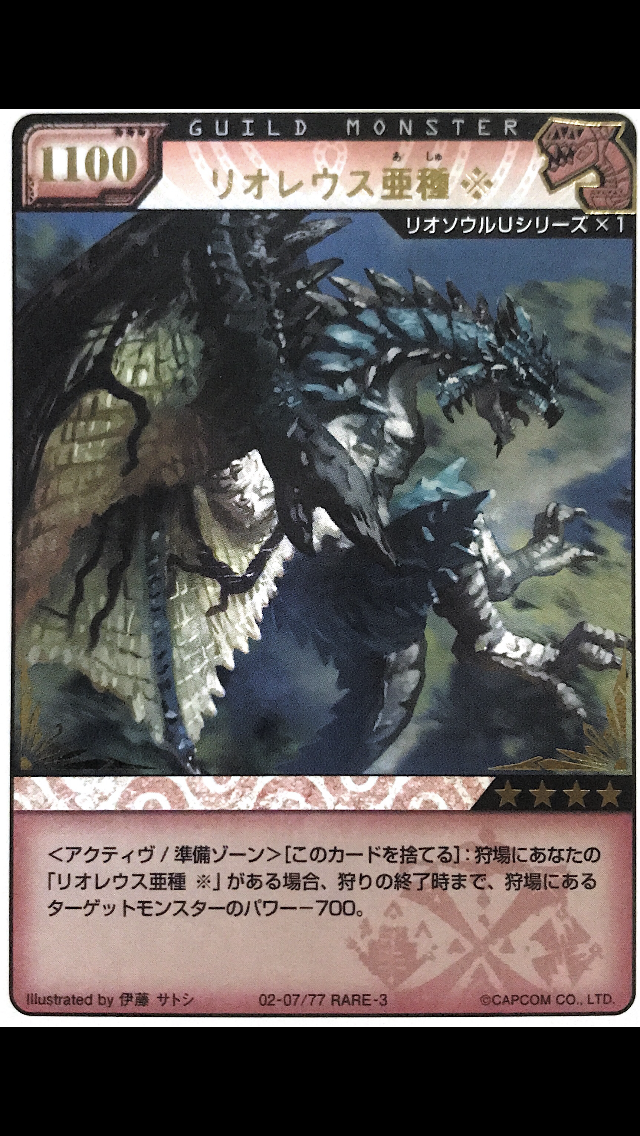 GUILD MONSTER
1100
あ しゅ
リオレウス亜種 ※
リオソウルUシリーズ×1
★★★★
<アクティヴ / 準備ゾーン>[このカードを捨てる]：狩場にあなたの
「リオレウス亜種 ※」がある場合、狩りの終了時まで、狩場にある
ターゲットモンスターのパワー−700。
Illustrated by 伊藤 サトシ
02-07/77 RARE-3
©CAPCOM CO., LTD.